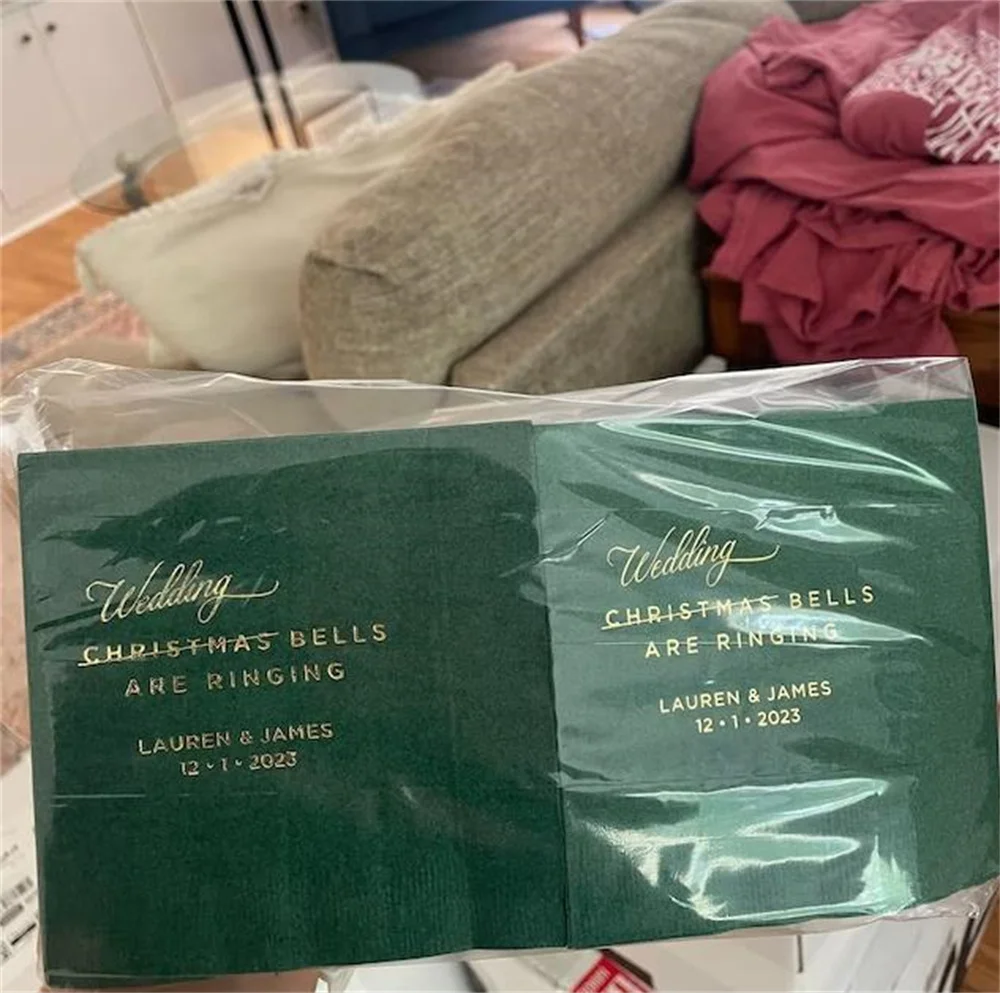 Wedding
CHRISTMAS BELLS
ARE RINGING
LAUREN & JAMES
12 • 1 • 2023
Wedding
CHRISTMAS BELLS
ARE RINGING
LAUREN & JAMES
12 • 1 • 2023